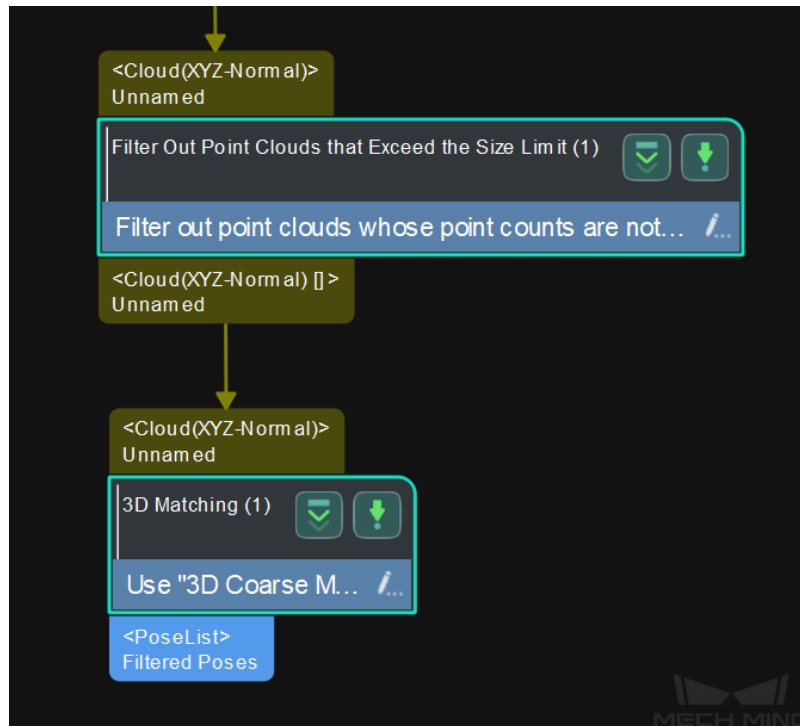 <Cloud(XYZ-Normal)>
Unnamed
Filter Out Point Clouds that Exceed the Size Limit (1)
Filter out point clouds whose point counts are not...
<Cloud(XYZ-Normal) []>
Unnamed
<Cloud(XYZ-Normal)>
Unnamed
3D Matching (1)
Use "3D Coarse M...
<PoseList>
Filtered Poses
MECH MIND